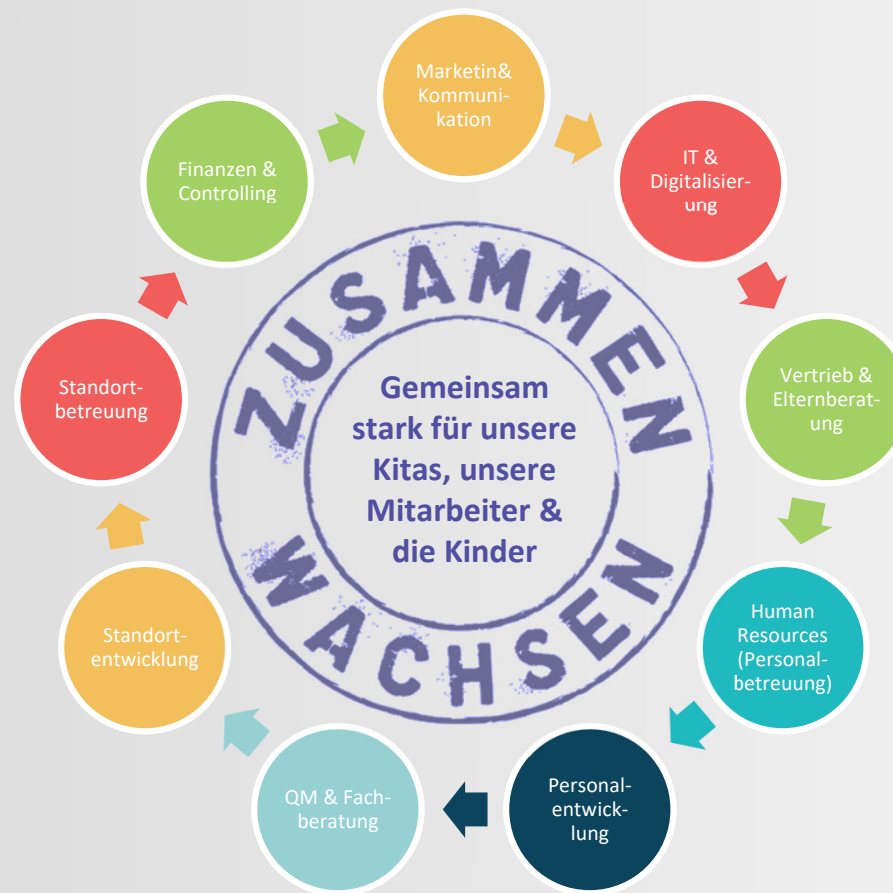 Marketin&
Kommuni-
kation
IT &
Digitalisier-
ung
Vertrieb &
Elternberat-
ung
Human
Resources
(Personal-
betreuung)
Personal-
entwick-
lung
QM & Fach-
beratung
Standort-
entwicklung
Standort-
betreuung
Finanzen &
Controlling
ZUSAMMEN
Gemeinsam
stark für unsere
Kitas, unsere
Mitarbeiter &
die Kinder
WACHSEN